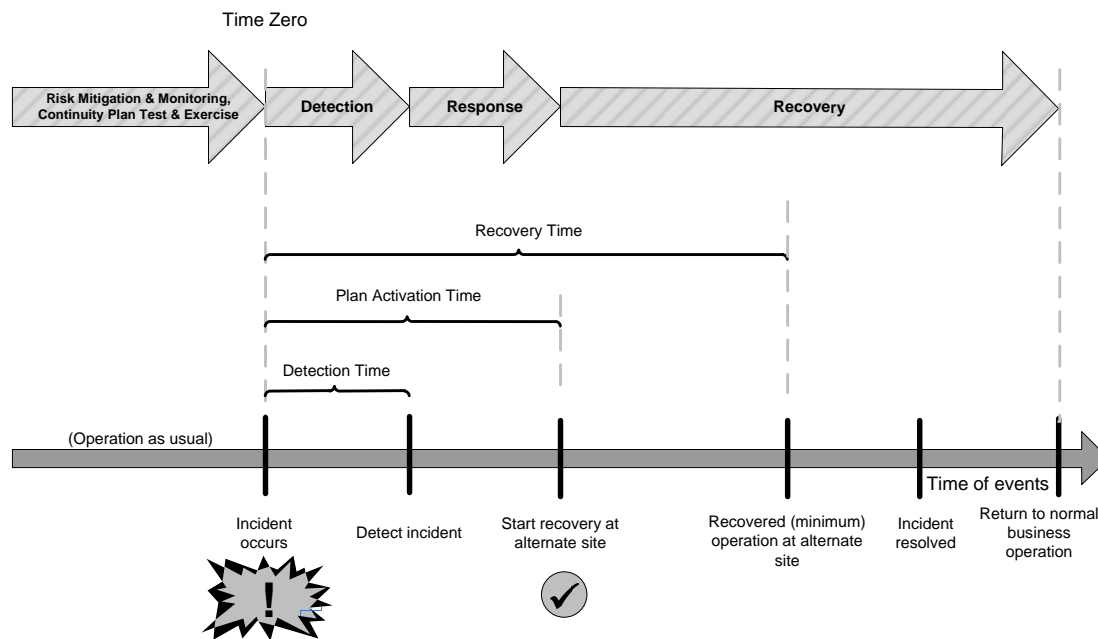 Time Zero
Risk Mitigation & Monitoring,
Continuity Plan Test & Exercise
Detection
Response
Recovery
Recovery Time
Plan Activation Time
Detection Time
(Operation as usual)
Time of events
Incident
occurs
Detect incident
Start recovery at
alternate site
Recovered (minimum)
operation at alternate
site
Incident
resolved
Return to normal
business
operation
!